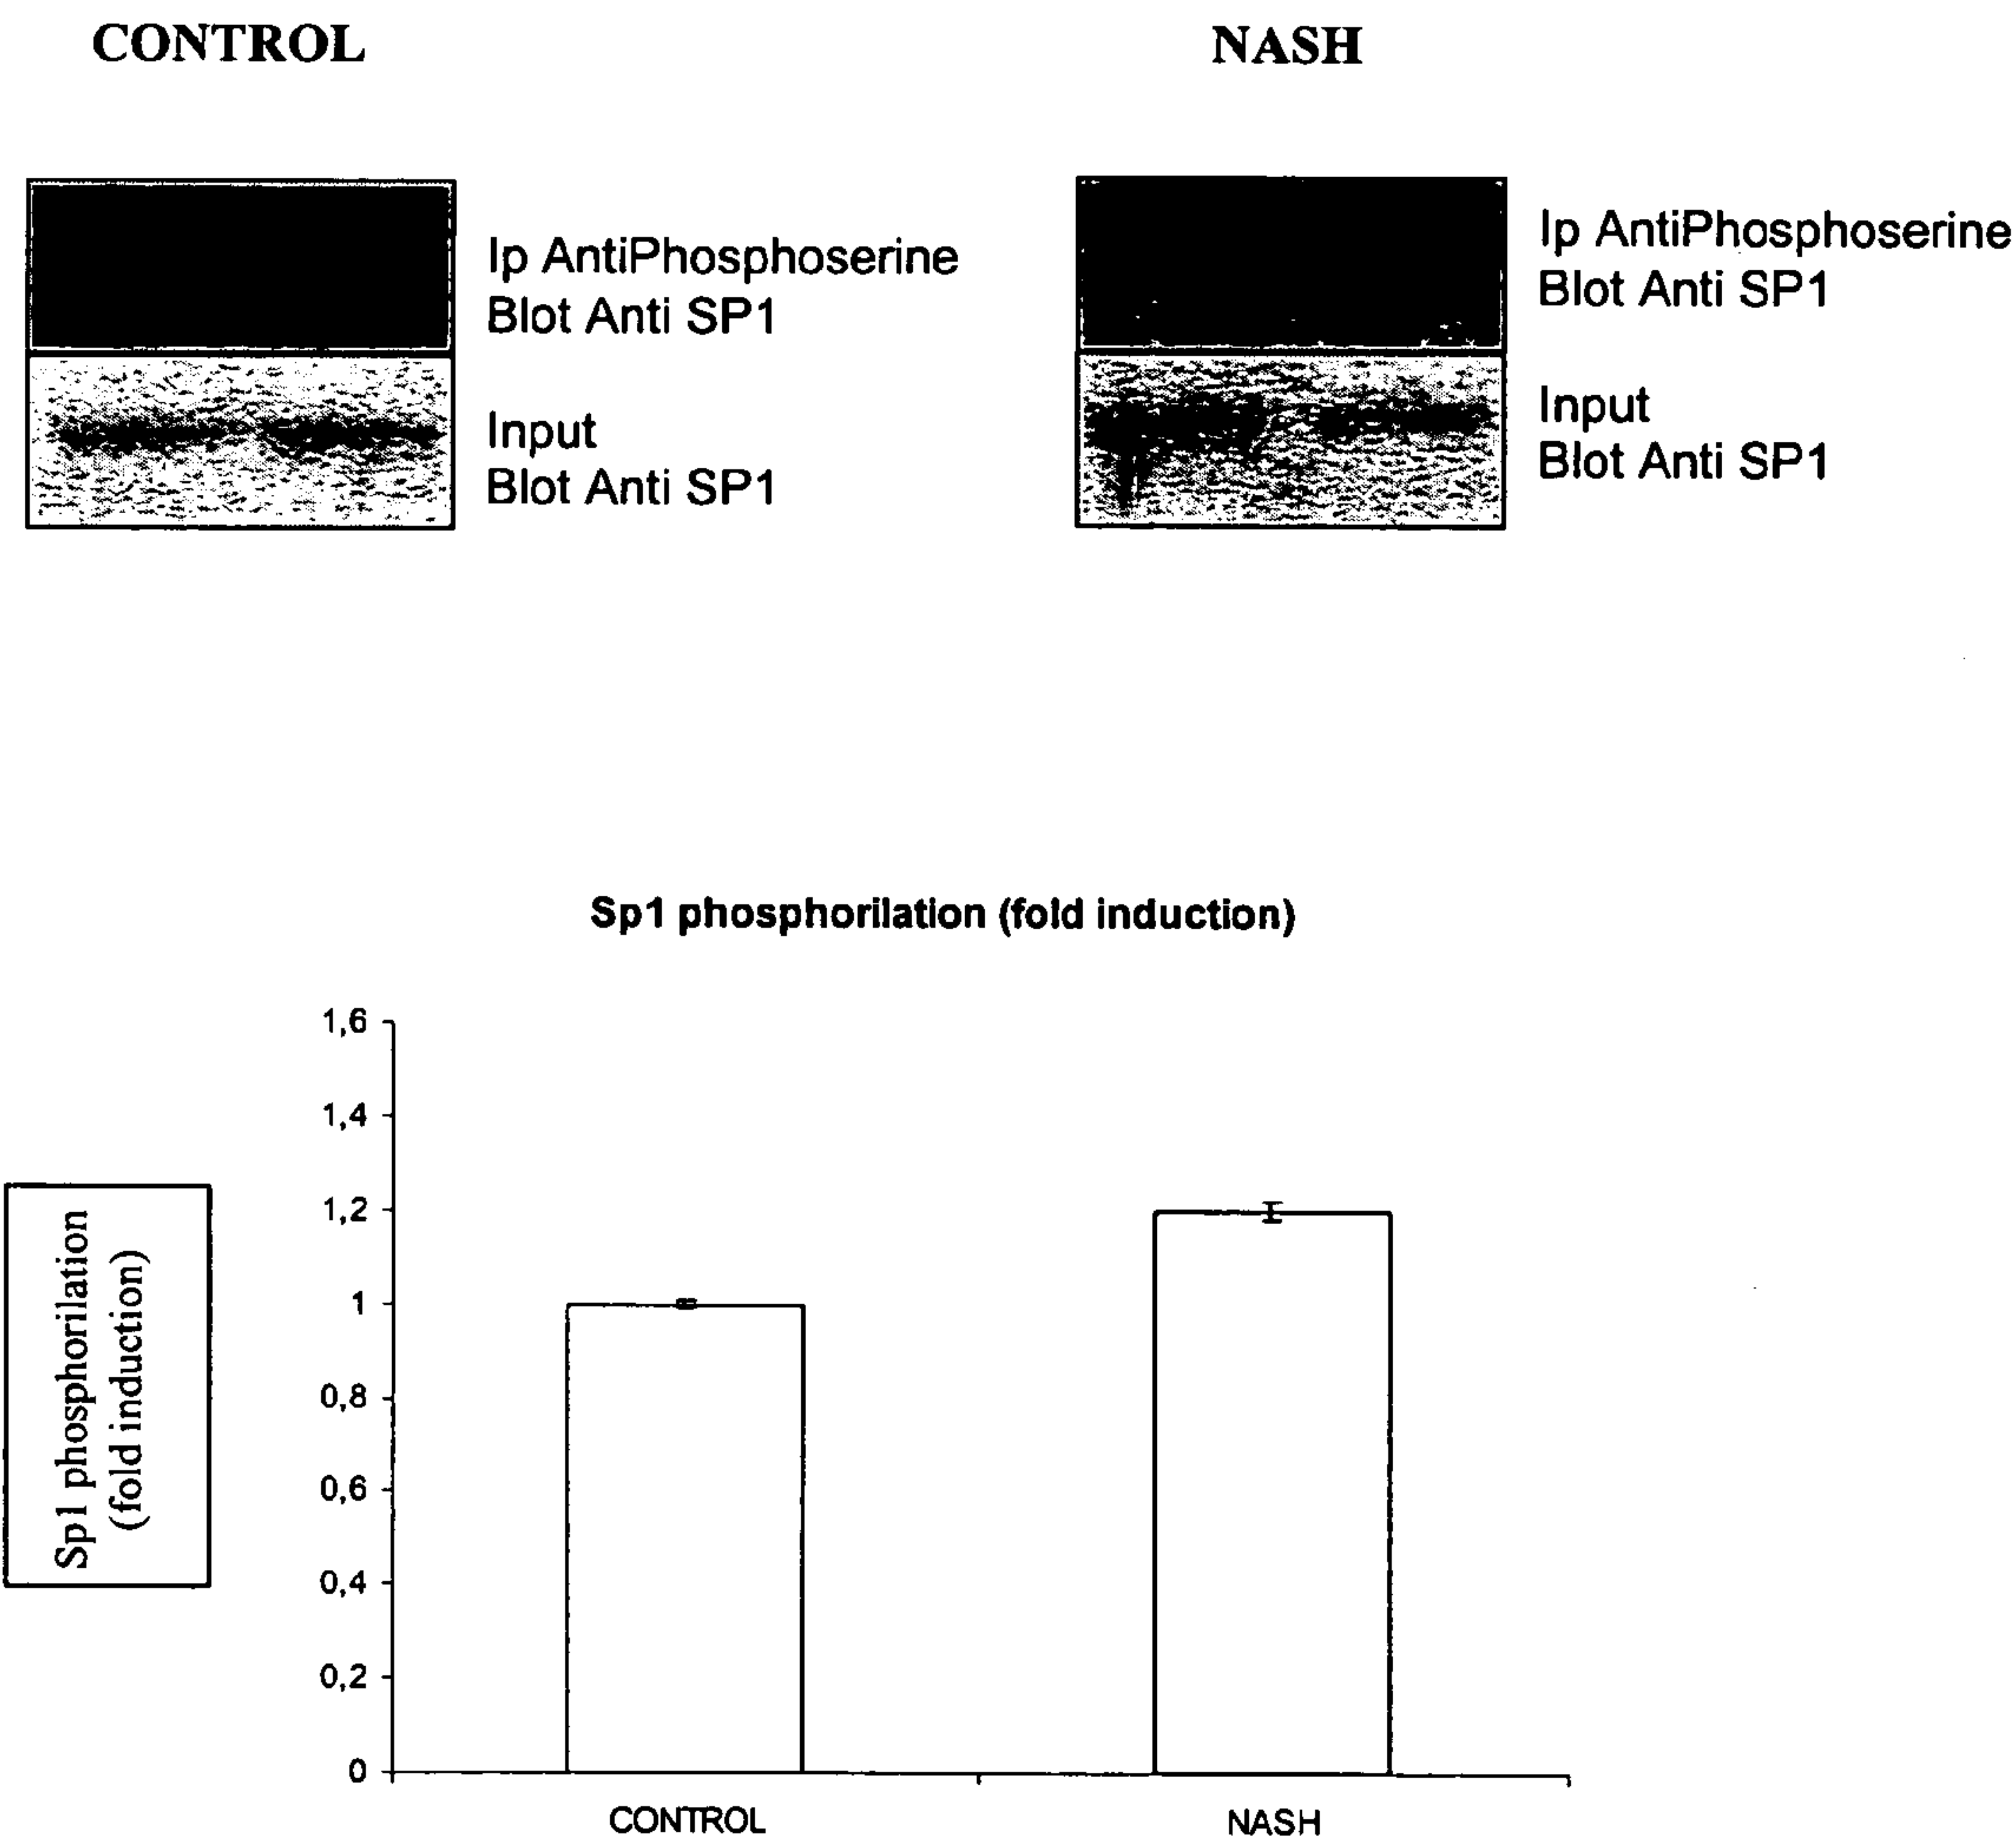 CONTROL
NASH
Ip AntiPhosphoserine
Blot Anti SP1
Input
Blot Anti SP1
Ip AntiPhosphoserine
Blot Anti SP1
Input
Blot Anti SP1
Sp1 phosphorilation (fold induction)
Sp1 phosphorilation
(fold induction)
1,6
1,4
1,2
1
0,8
0,6
0,4
0,2
0
CONTROL
NASH